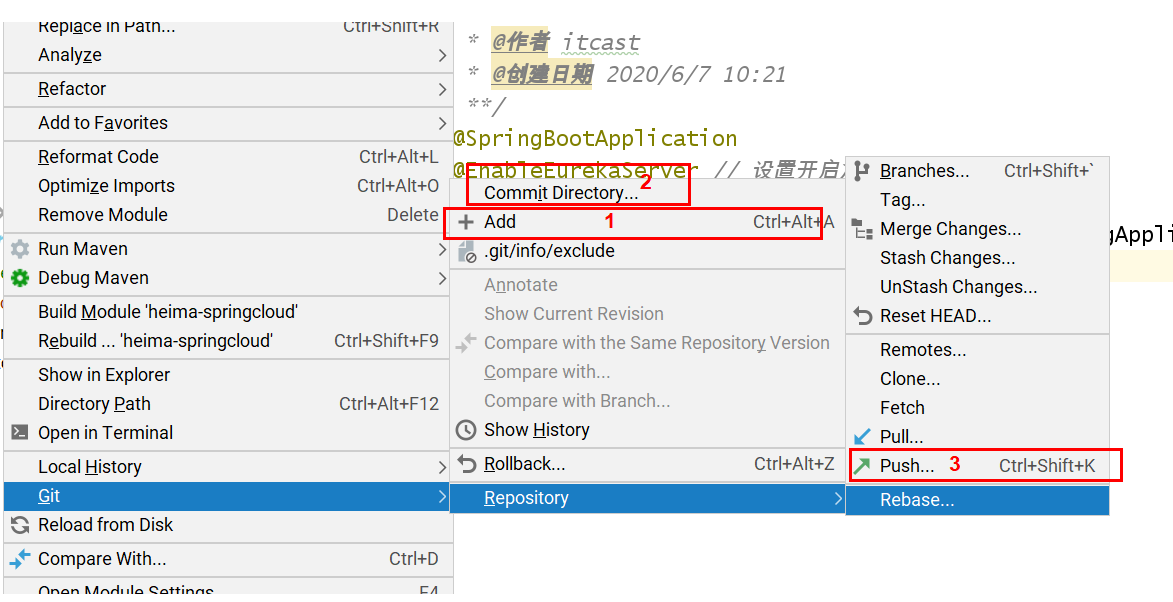 Replace in Path... Ctrl+Shift+R
Analyze
Refactor
Add to Favorites
Reformat Code Ctrl+Alt+L
Optimize Imports Ctrl+Alt+O
Remove Module Delete
Run Maven
Debug Maven
Build Module 'heima-springcloud'
Rebuild ... 'heima-springcloud' Ctrl+Shift+F9
Show in Explorer
Directory Path Ctrl+Alt+F12
Open in Terminal
Local History
Git
Reload from Disk
Compare With... Ctrl+D
Open Module Settings F4
* @作者 itcast
* @创建日期 2020/6/7 10:21
**/
@SpringBootApplication
@EnableEurekaServer // 设置开启
Commit Directory... 2
Add 1 Ctrl+Alt+A
.git/info/exclude
Annotate
Show Current Revision
Compare with the Same Repository Version
Compare with...
Compare with Branch...
Show History
Rollback... Ctrl+Alt+Z
Repository
Branches... Ctrl+Shift+`
Tag...
Merge Changes...
Stash Changes...
UnStash Changes...
Reset HEAD...
Remotes...
Clone...
Fetch
Pull...
Push... 3 Ctrl+Shift+K
Rebase...